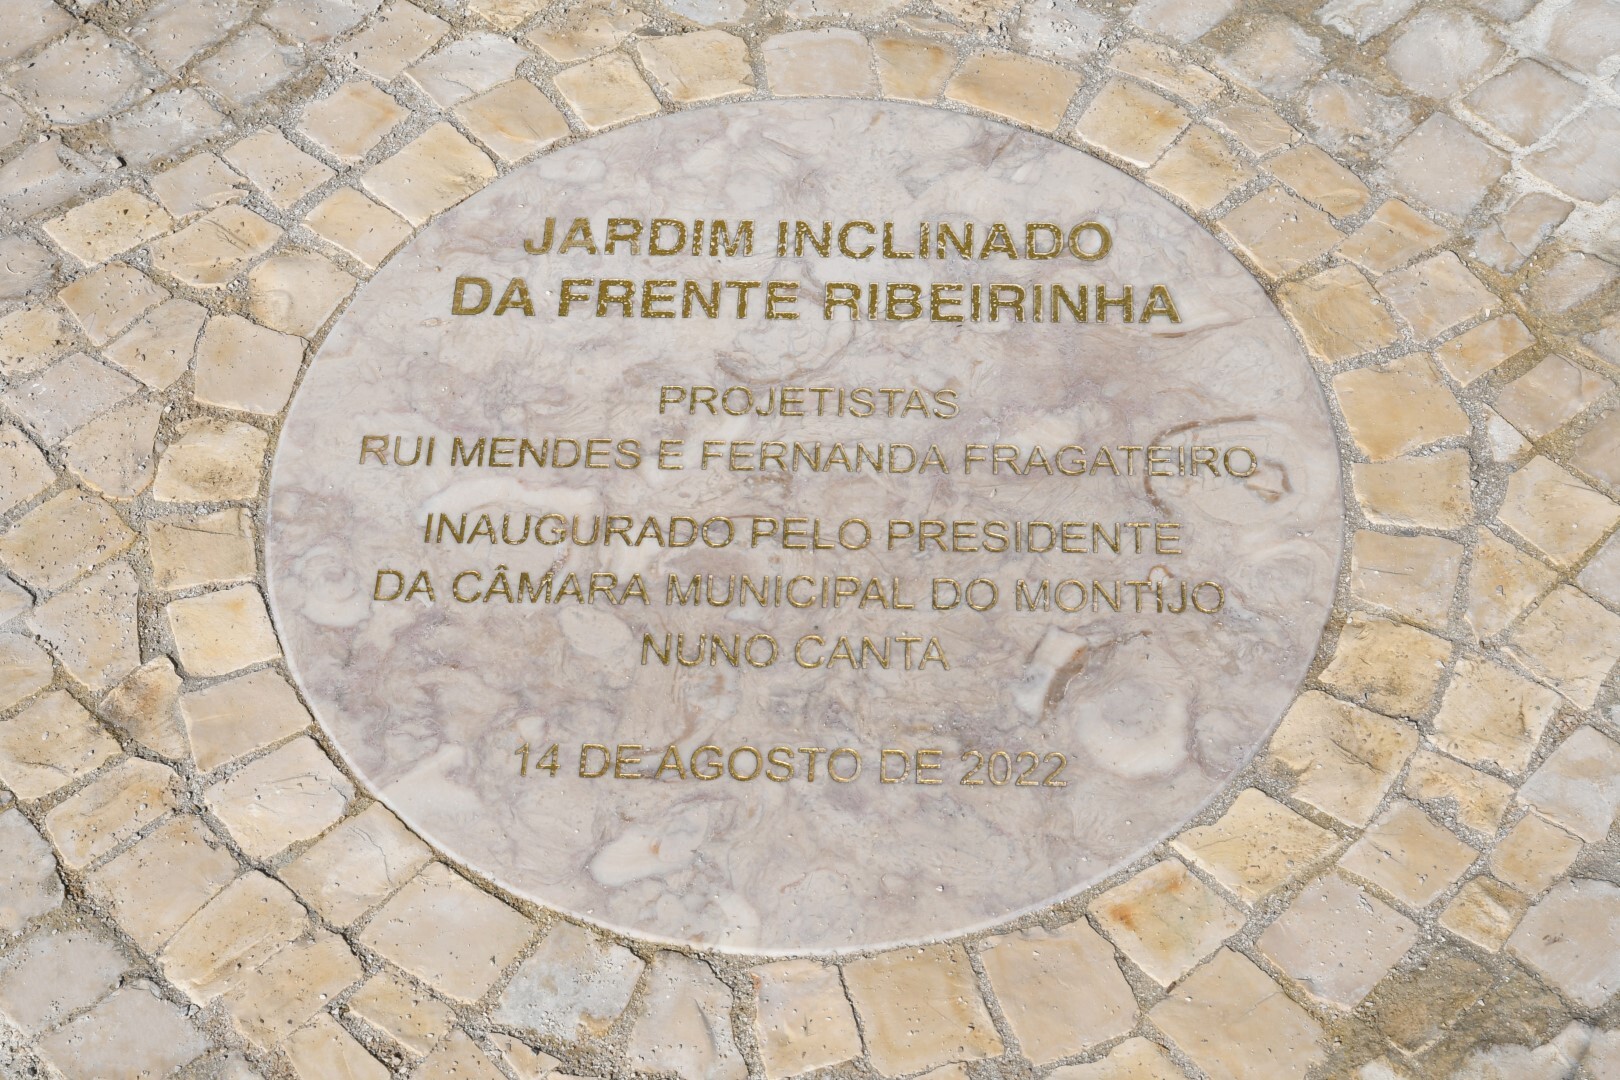 JARDIM INCLINADO
DA FRENTE RIBEIRINHA
PROJETISTAS
RUI MENDES E FERNANDA FRAGATEIRO
INAUGURADO PELO PRESIDENTE
DA CÂMARA MUNICIPAL DO MONTIJO
NUNO CANTA
14 DE AGOSTO DE 2022